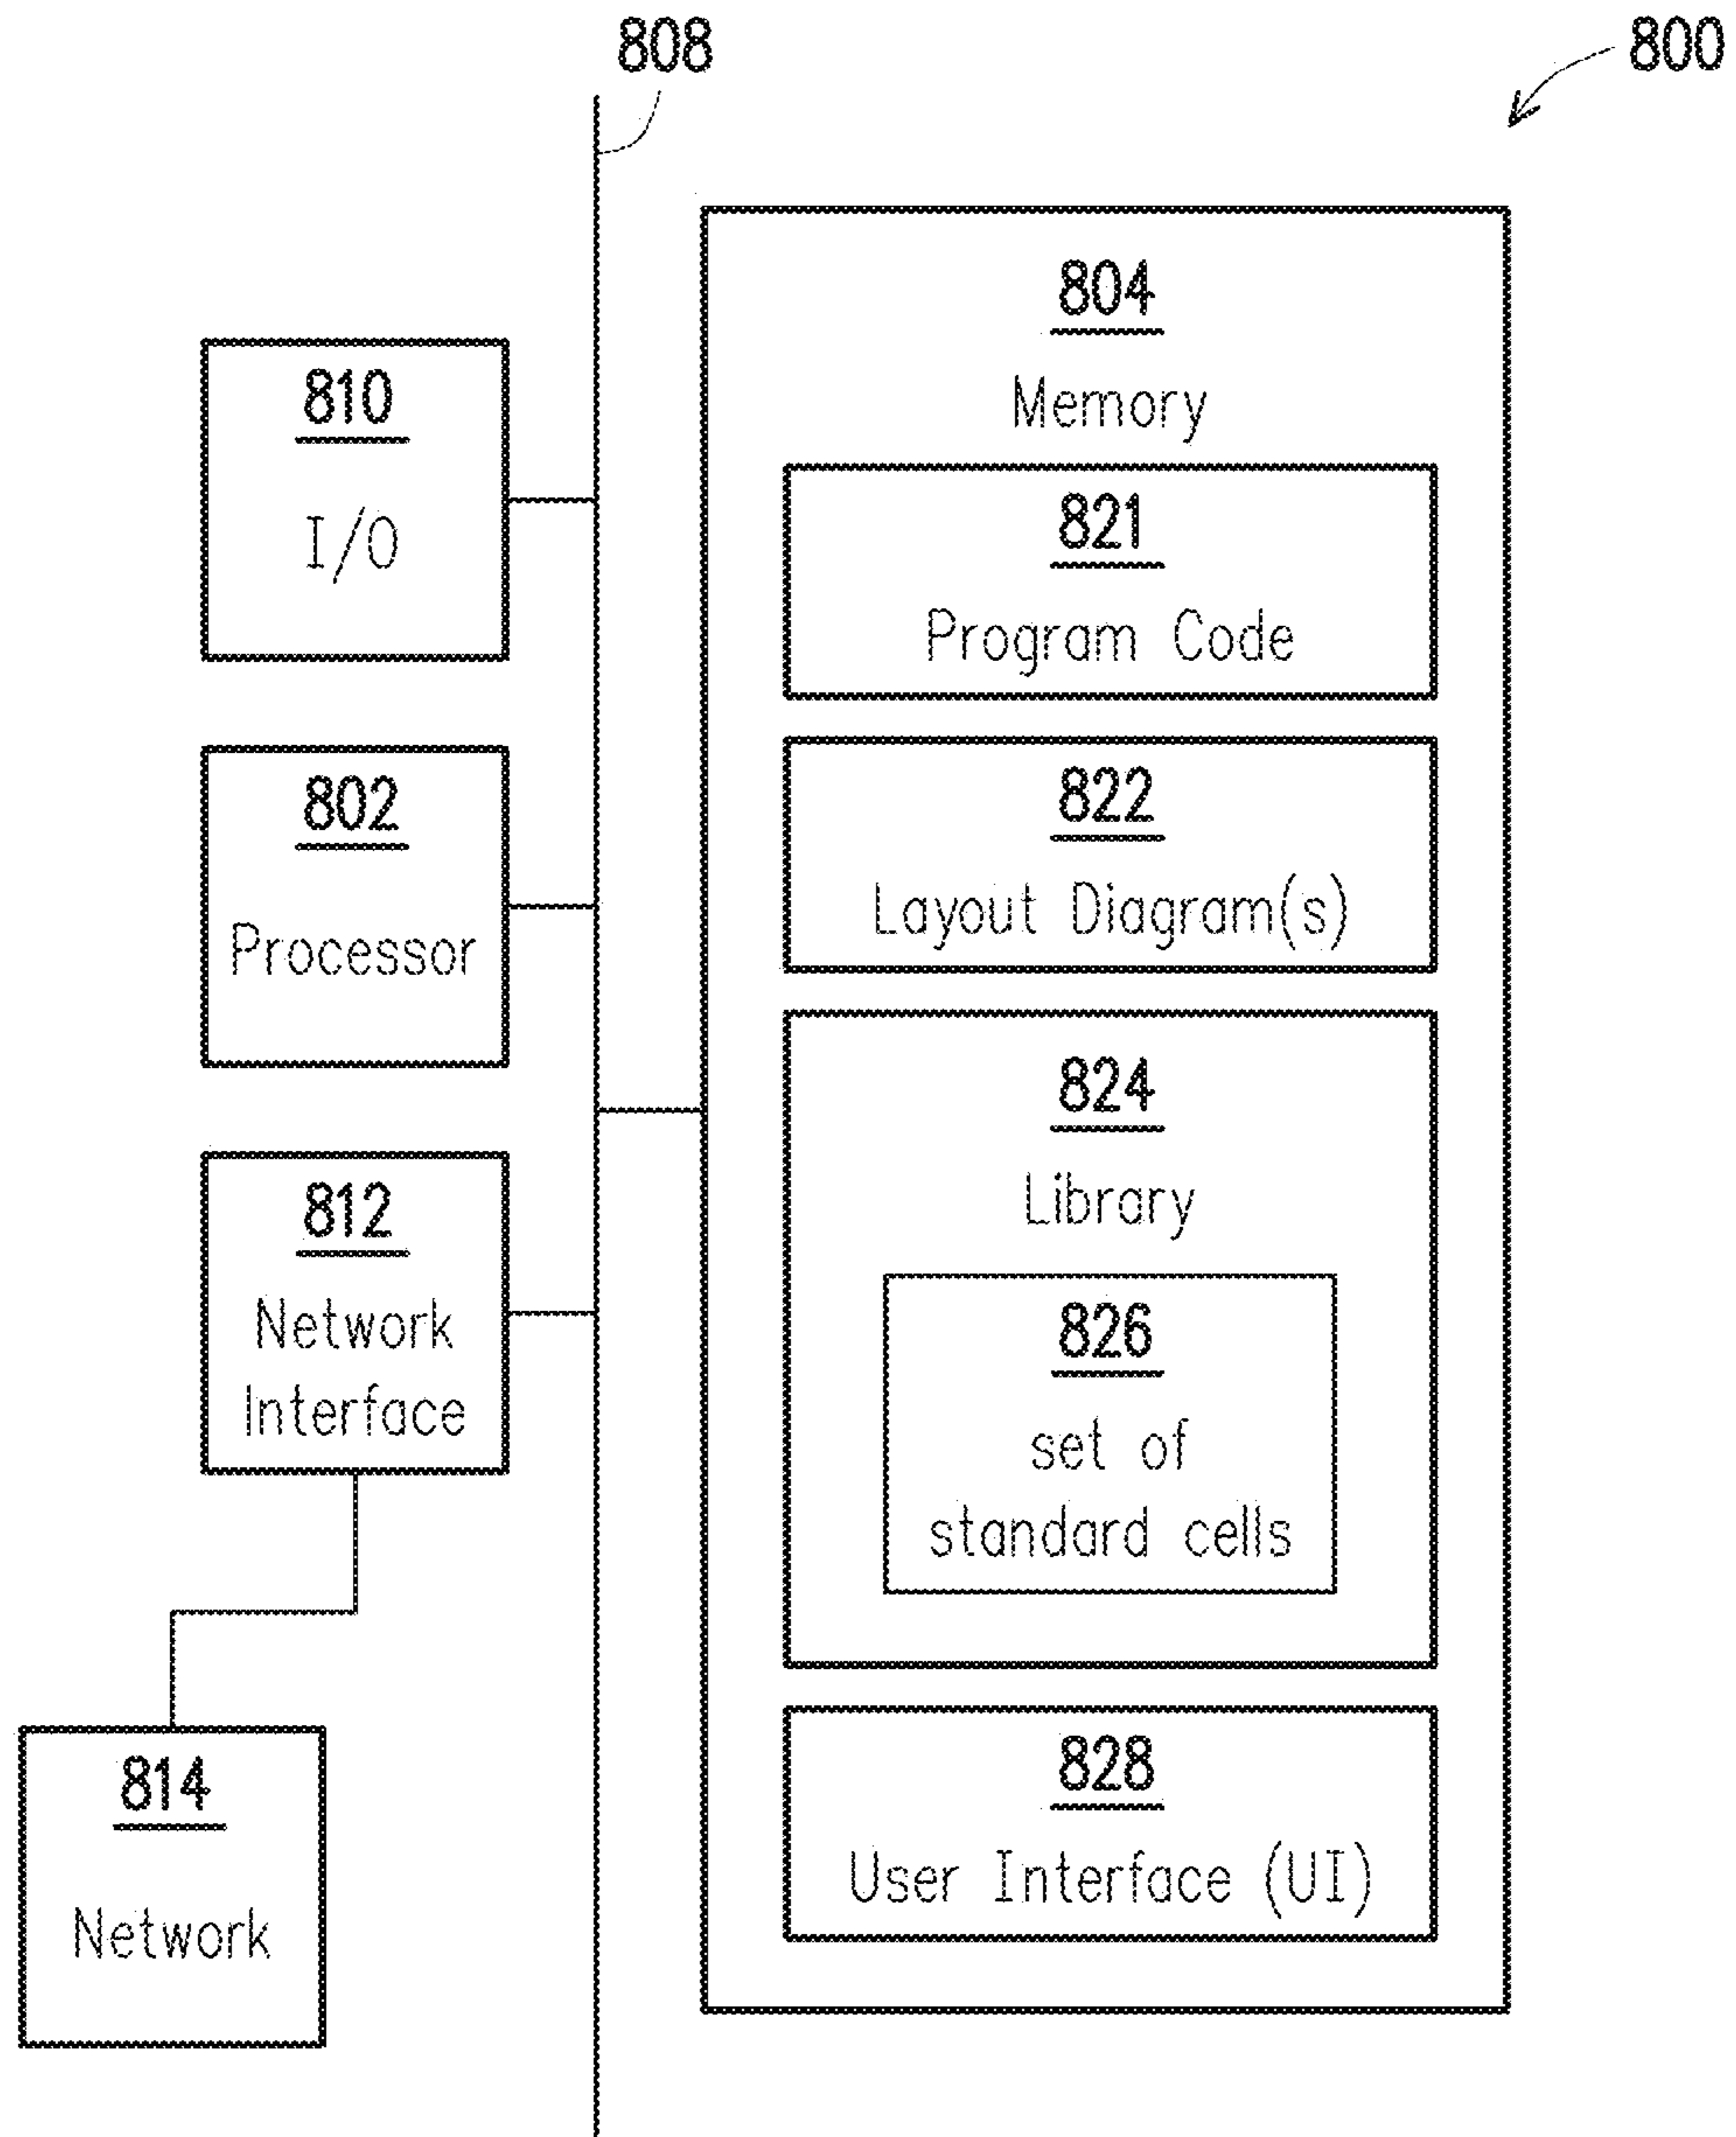 808
800
804
Memory
821
Program Code
822
Layout Diagram(s)
824
Library
826
set of
standard cells
828
User Interface (UI)
810
I/O
802
Processor
812
Network
Interface
814
Network